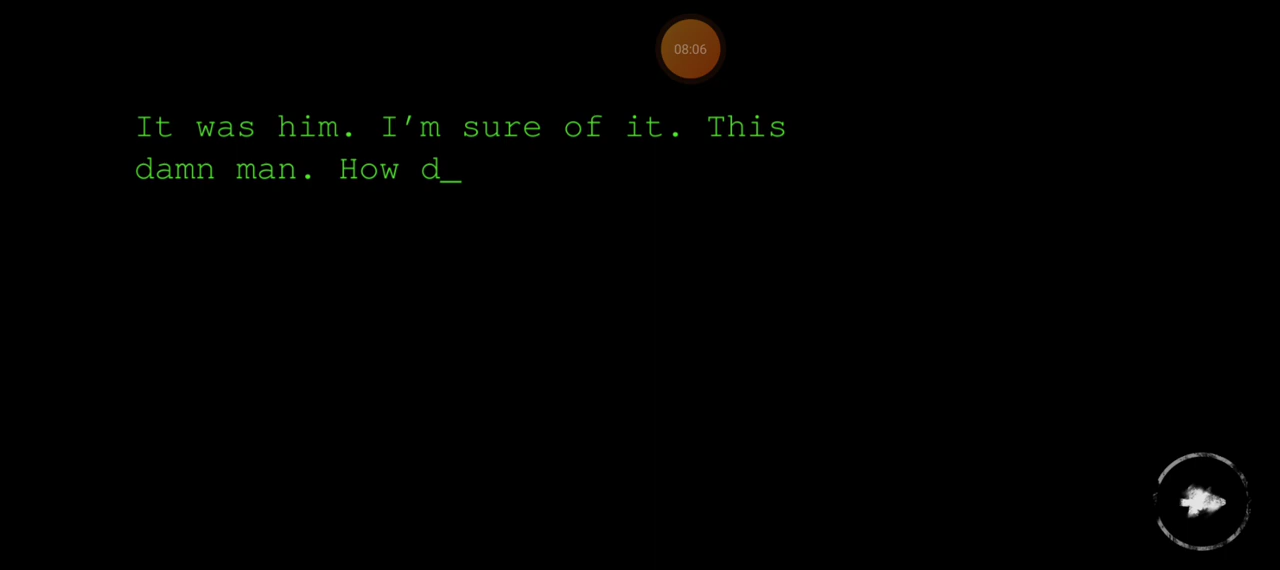 08:06
It was him. I'm sure of it. This
damn man. How d_